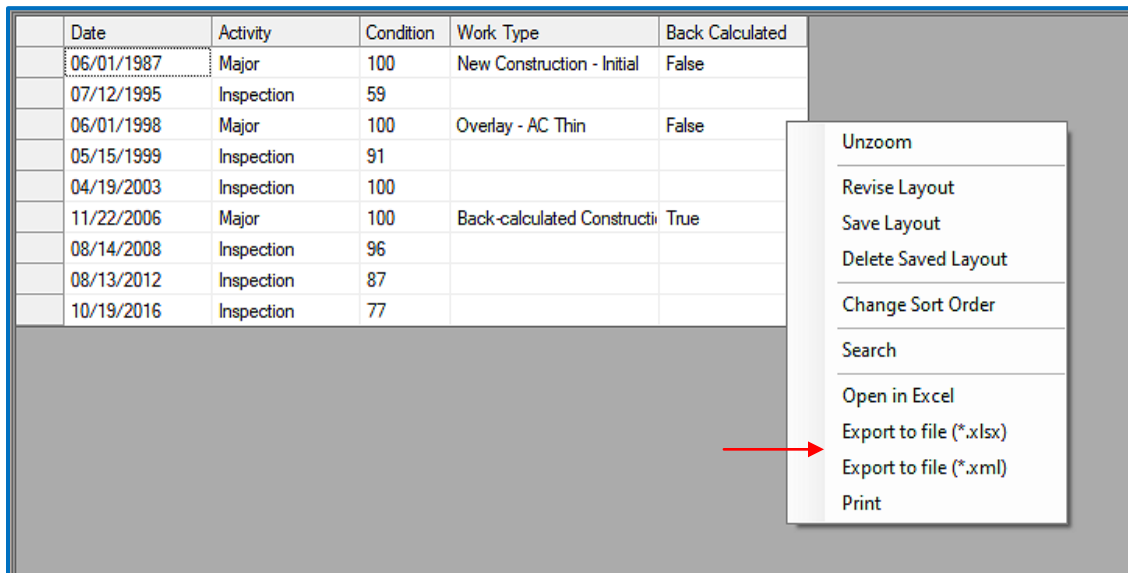 Date Activity Condition Work Type Back Calculated
06/01/1987 Major 100 New Construction - Initial False
07/12/1995 Inspection 59
06/01/1998 Major 100 Overlay - AC Thin False
05/15/1999 Inspection 91
04/19/2003 Inspection 100
11/22/2006 Major 100 Back-calculated Constructi True
08/14/2008 Inspection 96
08/13/2012 Inspection 87
10/19/2016 Inspection 77
Unzoom
Revise Layout
Save Layout
Delete Saved Layout
Change Sort Order
Search
Open in Excel
Export to file (*.xlsx)
Export to file (*.xml)
Print